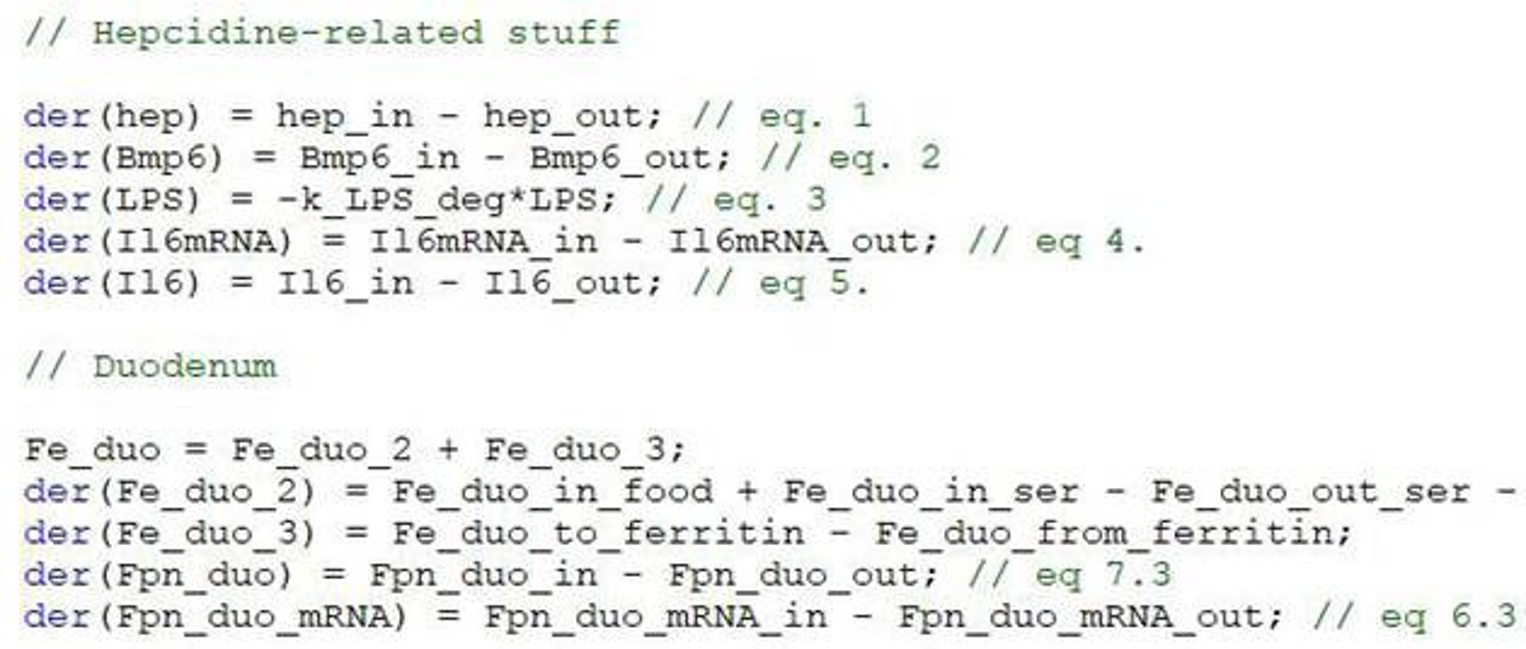 // Hepcidine-related stuff
der(hep) = hep_in - hep_out; // eq. 1
der(Bmp6) = Bmp6_in - Bmp6_out; // eq. 2
der(LPS) = -k_LPS_deg*LPS; // eq. 3
der(Il6mRNA) = Il6mRNA_in - Il6mRNA_out; // eq 4.
der(Il6) = Il6_in - Il6_out; // eq 5.
// Duodenum
Fe_duo = Fe_duo_2 + Fe_duo_3;
der(Fe_duo_2) = Fe_duo_in_food + Fe_duo_in_ser - Fe_duo_out_ser -
der(Fe_duo_3) = Fe_duo_to_ferritin - Fe_duo_from_ferritin;
der(Fpn_duo) = Fpn_duo_in - Fpn_duo_out; // eq 7.3
der(Fpn_duo_mRNA) = Fpn_duo_mRNA_in - Fpn_duo_mRNA_out; // eq 6.3